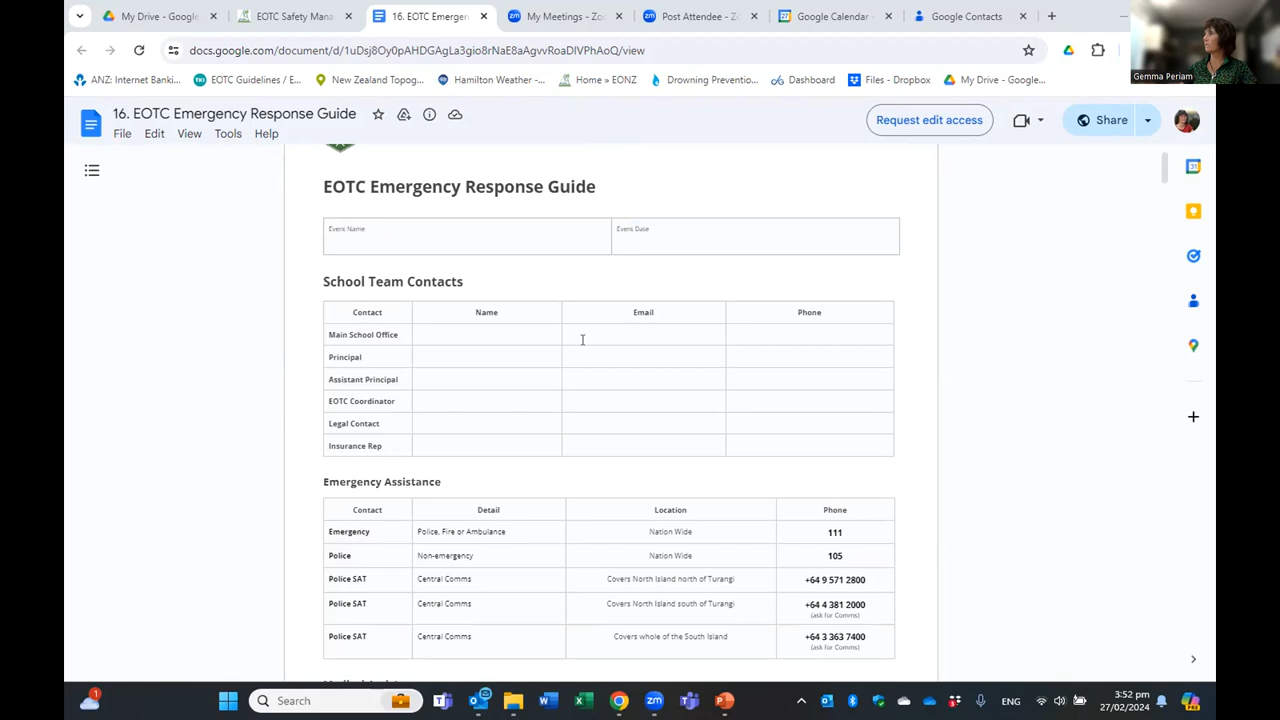 My Drive - Google
EOTC Safety Mana
16. EOTC Emergen
My Meetings - Zo
Post Attendee - Z
Google Calendar -
Google Contacts
docs.google.com/document/d/1uDsj8Oy0pAHDGAgLa3gio8rNaE8aAgvvRoaDIVPhAoQ/view
ANZ: Internet Banki...
EOTC Guidelines / E...
New Zealand Topog...
Hamilton Weather -...
Home » EONZ
Drowning Preventio...
Dashboard
Files - Dropbox
My Drive - Google...
Gemma Periam
16. EOTC Emergency Response Guide
File Edit View Tools Help
Request edit access
Share
EOTC Emergency Response Guide
Event Name
Event Date
School Team Contacts
Contact Name Email Phone
Main School Office
Principal
Assistant Principal
EOTC Coordinator
Legal Contact
Insurance Rep
Emergency Assistance
Contact Detail Location Phone
Emergency Police, Fire or Ambulance Nation Wide 111
Police Non-emergency Nation Wide 105
Police SAT Central Comms Covers North Island north of Turangi +64 9 571 2800
Police SAT Central Comms Covers North Island south of Turangi +64 4 381 2000
(ask for Comms)
Police SAT Central Comms Covers whole of the South Island +64 3 363 7400
(ask for Comms)
1
Search
ENG
3:52 pm
27/02/2024